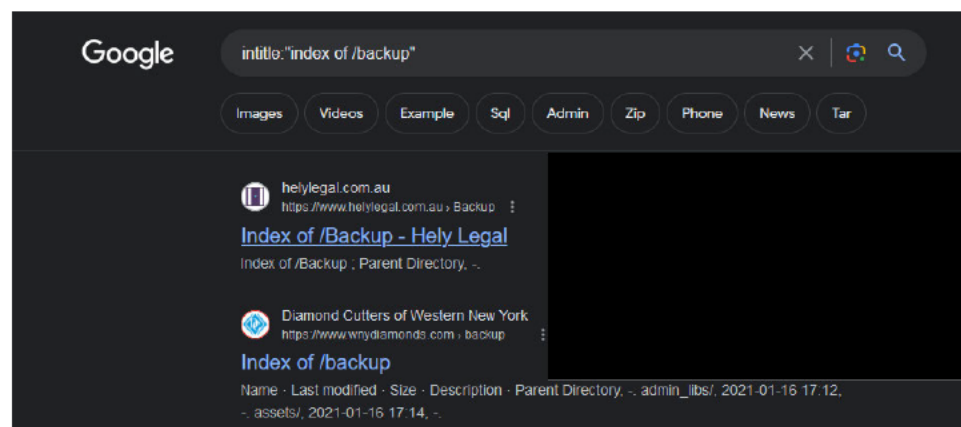 Google
intitle:"index of /backup"
Images Videos Example Sql Admin Zip Phone News Tar
helylegal.com.au
https://www.helylegal.com.au › Backup
Index of /Backup - Hely Legal
Index of /Backup ; Parent Directory, -.
Diamond Cutters of Western New York
https://www.wnydiamonds.com › backup
Index of /backup
Name · Last modified · Size · Description · Parent Directory, -. admin_libs/, 2021-01-16 17:12,
-. assets/, 2021-01-16 17:14, -.